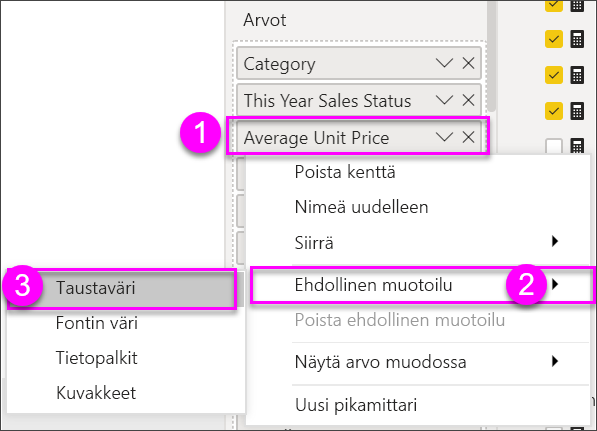 Arvot
Category
This Year Sales Status
1
Average Unit Price
Poista kenttä
Nimeä uudelleen
Siirrä
Ehdollinen muotoilu
2
Poista ehdollinen muotoilu
Näytä arvo muodossa
Uusi pikamittari
3
Taustaväri
Fontin väri
Tietopalkit
Kuvakkeet